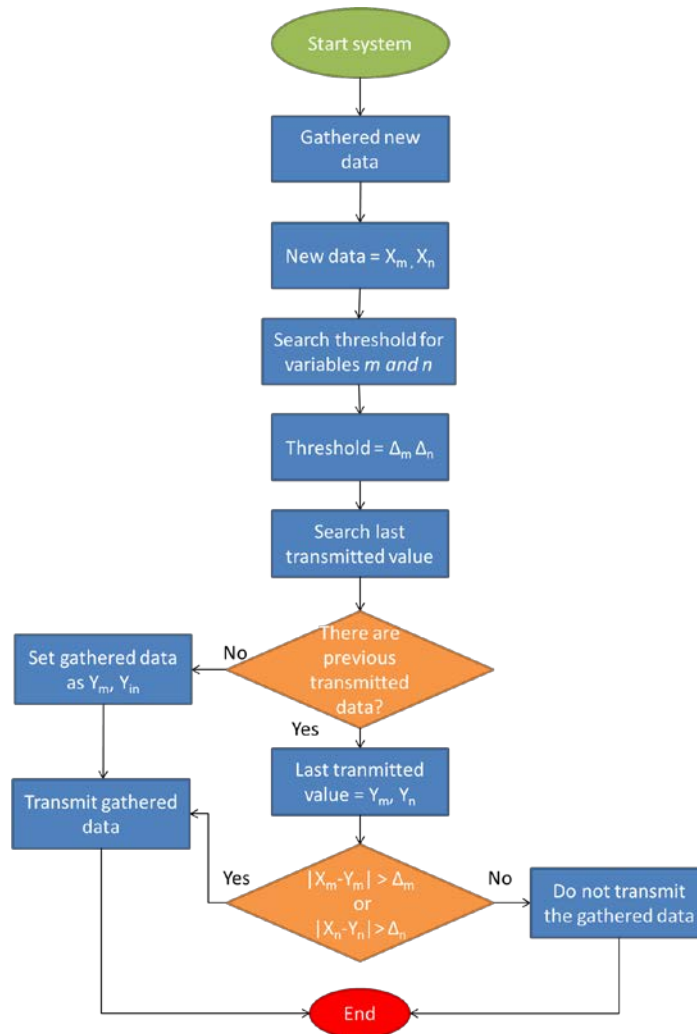 Start system
Gathered new
data
New data = Xm, Xn
Search threshold for
variables m and n
Threshold = Δm Δn
Search last
transmitted value
There are
previous
transmitted
data?
No
Set gathered data
as Ym, Yin
Yes
Last tranmitted
value = Ym, Yn
Transmit gathered
data
|Xm-Ym| > Δm
or
|Xn-Yn|> Δn
Yes
No
Do not transmit
the gathered data
End